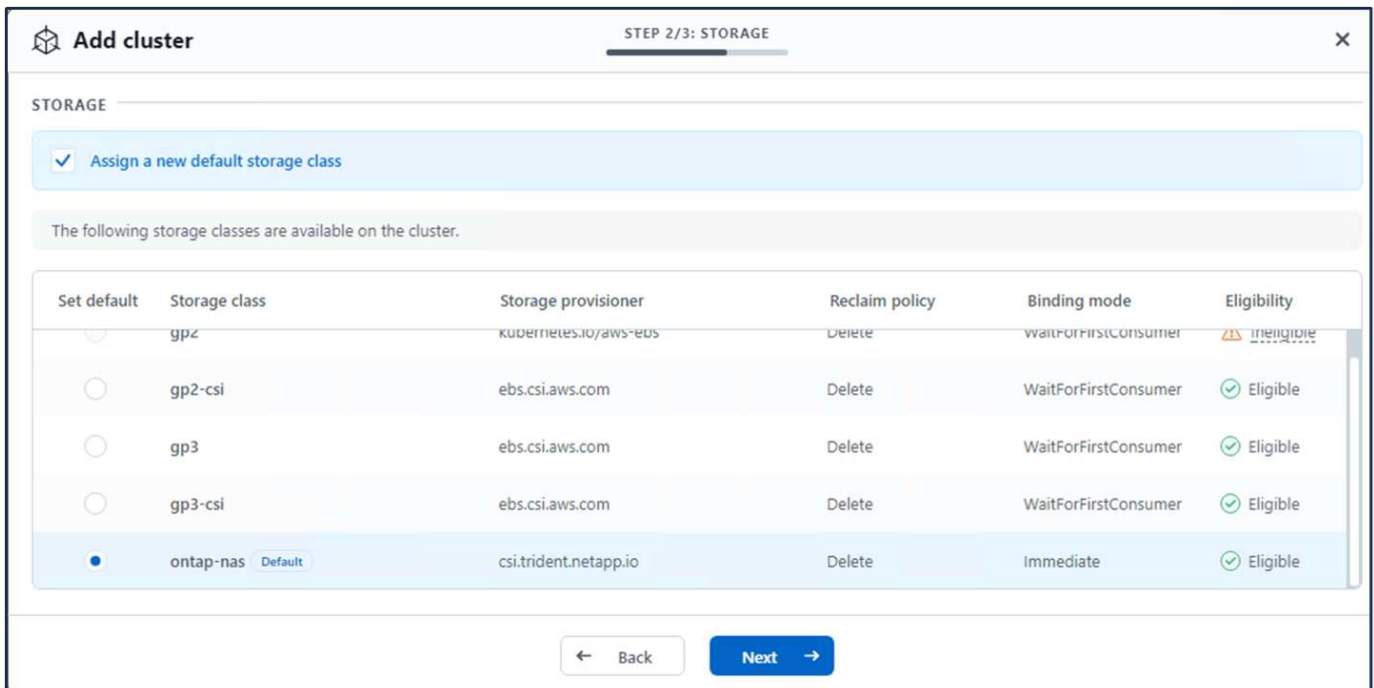 Add cluster STEP 2/3: STORAGE
STORAGE
Assign a new default storage class
The following storage classes are available on the cluster.
Set default Storage class Storage provisioner Reclaim policy Binding mode Eligibility
gp2 kubernetes.io/aws-ebs Delete WaitForFirstConsumer Ineligible
gp2-csi ebs.csi.aws.com Delete WaitForFirstConsumer Eligible
gp3 ebs.csi.aws.com Delete WaitForFirstConsumer Eligible
gp3-csi ebs.csi.aws.com Delete WaitForFirstConsumer Eligible
ontap-nas Default csi.trident.netapp.io Delete Immediate Eligible
Back Next